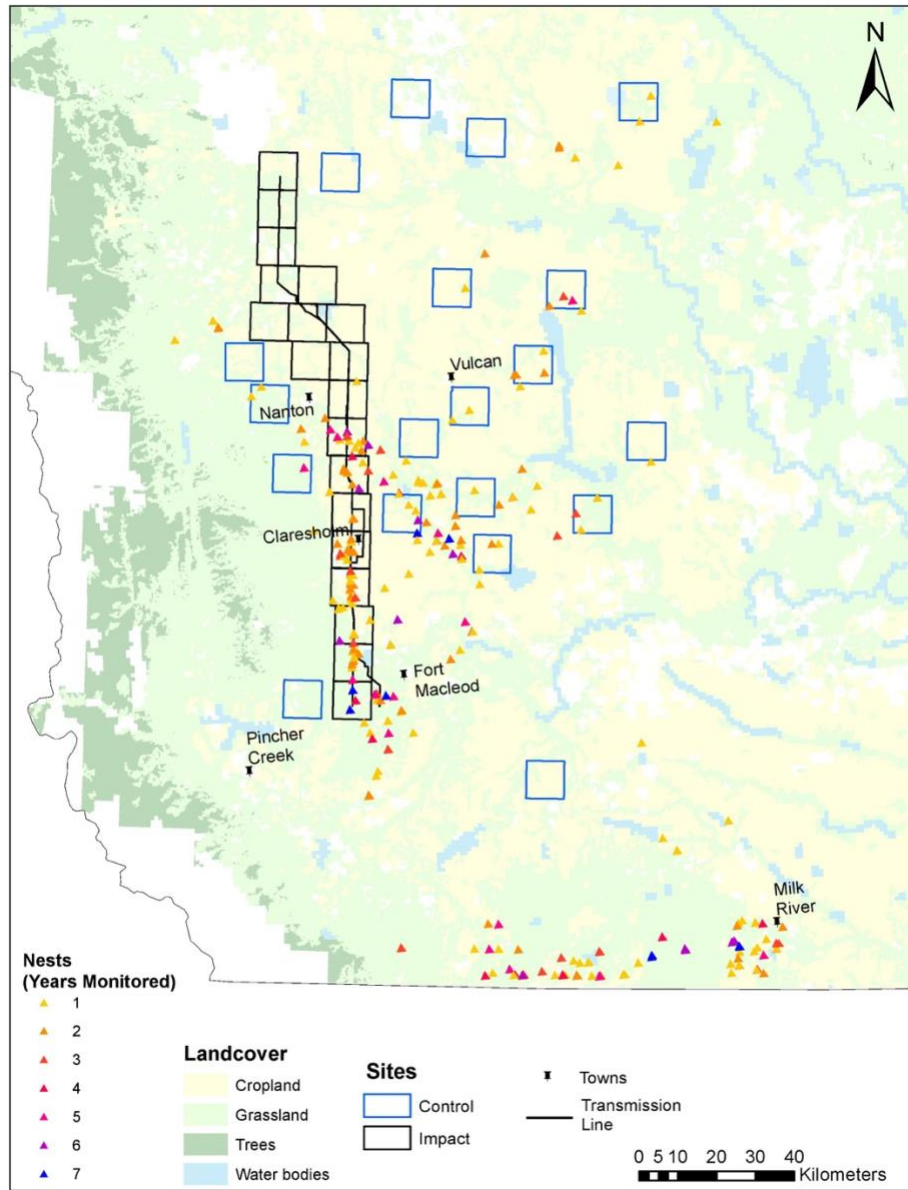 N
Vulcan
Nanton
Claresholm
Fort
Macleod
Pincher
Creek
Milk
River
Nests
(Years Monitored)
1
2
3
4
5
6
7
Landcover
Cropland
Grassland
Trees
Water bodies
Sites
Control
Impact
Towns
Transmission
Line
0 5 10 20 30 40
Kilometers